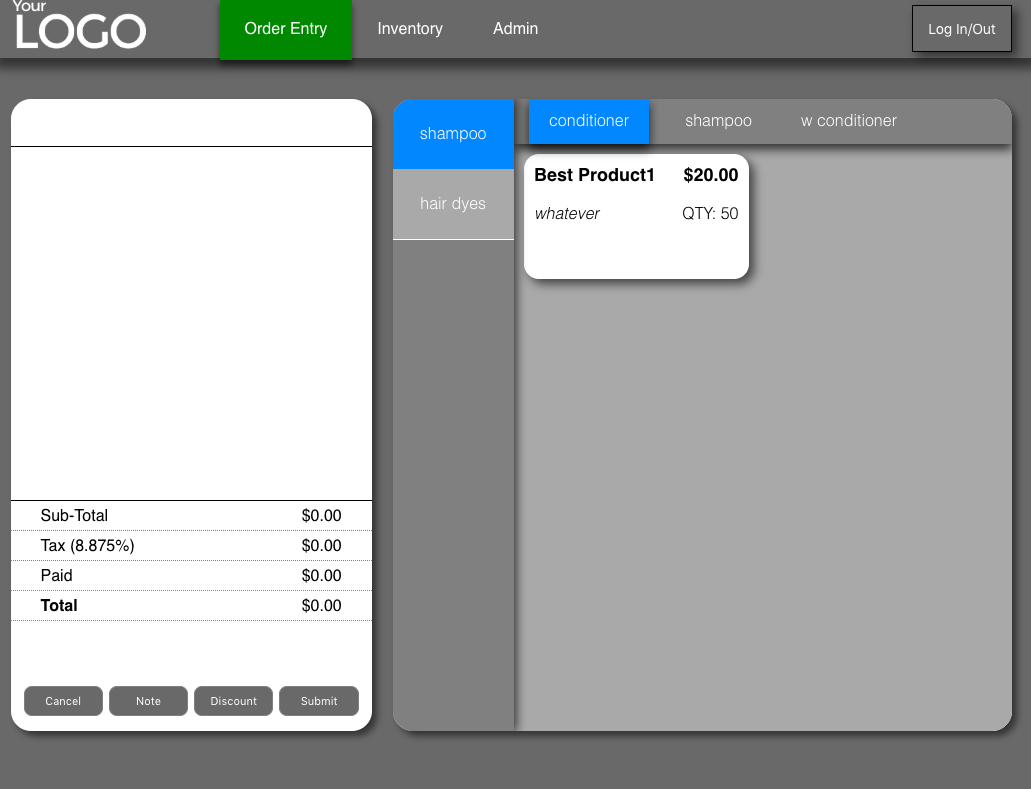 Your
LOGO
Order Entry
Inventory
Admin
Log In/Out
shampoo
hair dyes
conditioner
shampoo
w conditioner
Best Product1 $20.00
whatever QTY: 50
Sub-Total $0.00
Tax (8.875%) $0.00
Paid $0.00
Total $0.00
Cancel
Note
Discount
Submit